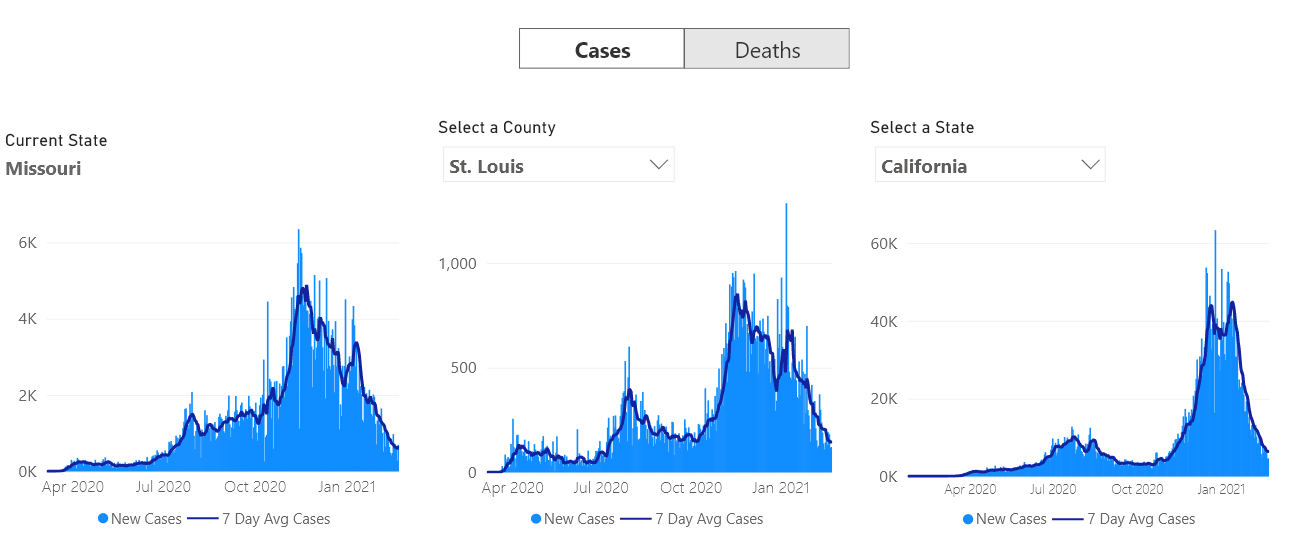 Cases Deaths
Current State
Missouri
Select a County
St. Louis
Select a State
California
6K
4K
2K
0K
Apr 2020 Jul 2020 Oct 2020 Jan 2021
New Cases 7 Day Avg Cases
1,000
500
0
Apr 2020 Jul 2020 Oct 2020 Jan 2021
New Cases 7 Day Avg Cases
60K
40K
20K
0K
Apr 2020 Jul 2020 Oct 2020 Jan 2021
New Cases 7 Day Avg Cases